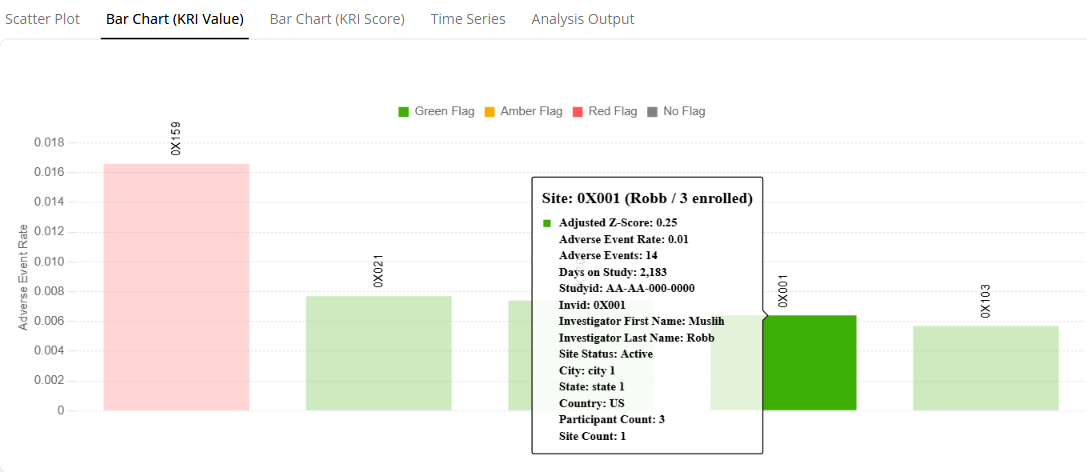 Scatter Plot
Bar Chart (KRI Value)
Bar Chart (KRI Score)
Time Series
Analysis Output
Green Flag
Amber Flag
Red Flag
No Flag
Adverse Event Rate
0.018
0.016
0.014
0.012
0.010
0.008
0.006
0.004
0.002
0
0X159
0X021
Site: 0X001 (Robb / 3 enrolled)
Adjusted Z-Score: 0.25
Adverse Event Rate: 0.01
Adverse Events: 14
Days on Study: 2,183
Studyid: AA-AA-000-0000
Invid: 0X001
Investigator First Name: Muslih
Investigator Last Name: Robb
Site Status: Active
City: city 1
State: state 1
Country: US
Participant Count: 3
Site Count: 1
0X001
0X103